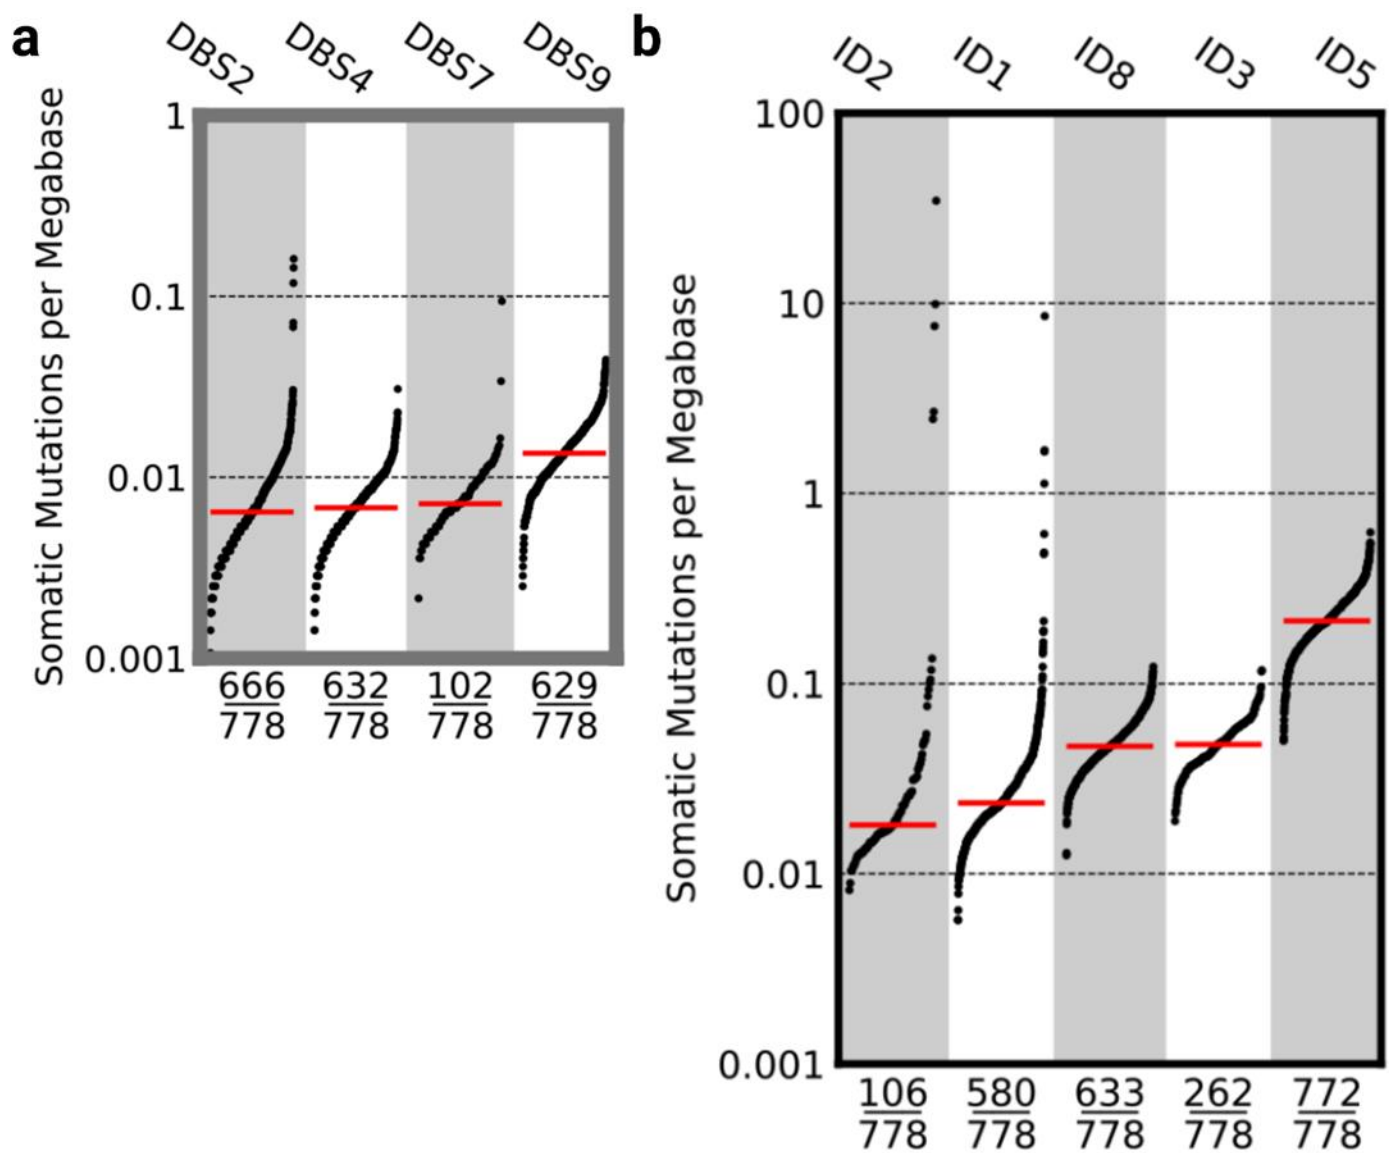 a
DBS2 DBS4 DBS7 DBS9
Somatic Mutations per Megabase
1
0.1
0.01
0.001
666 632 102 629
778 778 778 778
b
ID2 ID1 ID8 ID3 ID5
Somatic Mutations per Megabase
100
10
1
0.1
0.01
0.001
106 580 633 262 772
778 778 778 778 778